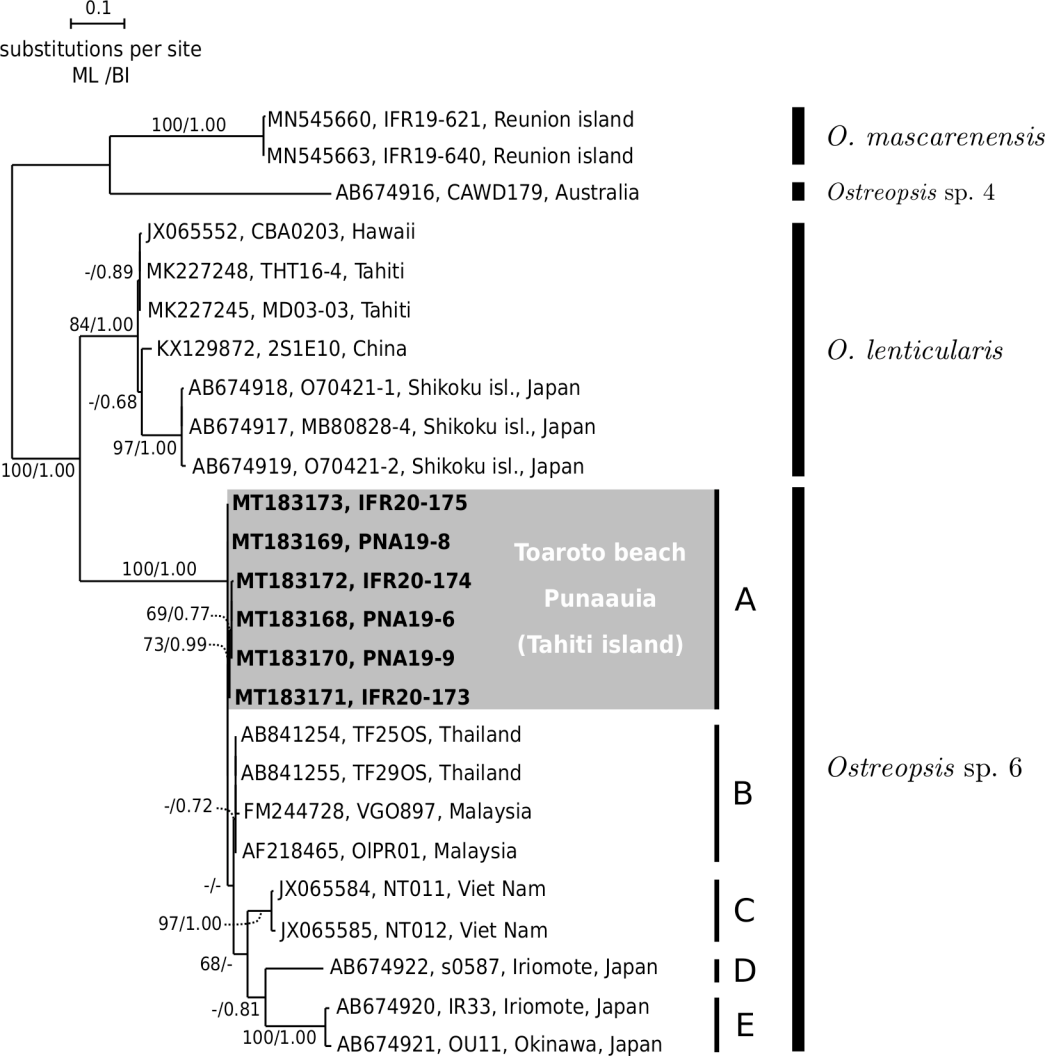 0.1
substitutions per site
ML /BI
100/1.00
MN545660, IFR19-621, Reunion island
MN545663, IFR19-640, Reunion island
O. mascarenensis
AB674916, CAWD179, Australia
Ostreopsis sp. 4
JX065552, CBA0203, Hawaii
-/0.89
MK227248, THT16-4, Tahiti
MK227245, MD03-03, Tahiti
84/1.00
KX129872, 2S1E10, China
O. lenticularis
AB674918, O70421-1, Shikoku isl., Japan
-/0.68
AB674917, MB80828-4, Shikoku isl., Japan
97/1.00
AB674919, O70421-2, Shikoku isl., Japan
100/1.00
MT183173, IFR20-175
MT183169, PNA19-8
Toaroto beach
100/1.00
MT183172, IFR20-174
Punaauia
A
69/0.77
MT183168, PNA19-6
(Tahiti island)
73/0.99
MT183170, PNA19-9
MT183171, IFR20-173
AB841254, TF25OS, Thailand
AB841255, TF29OS, Thailand
Ostreopsis sp. 6
B
-/0.72
FM244728, VGO897, Malaysia
AF218465, OlPR01, Malaysia
-/-
JX065584, NT011, Viet Nam
C
97/1.00
JX065585, NT012, Viet Nam
68/-
AB674922, s0587, Iriomote, Japan
D
-/0.81
AB674920, IR33, Iriomote, Japan
E
100/1.00
AB674921, OU11, Okinawa, Japan